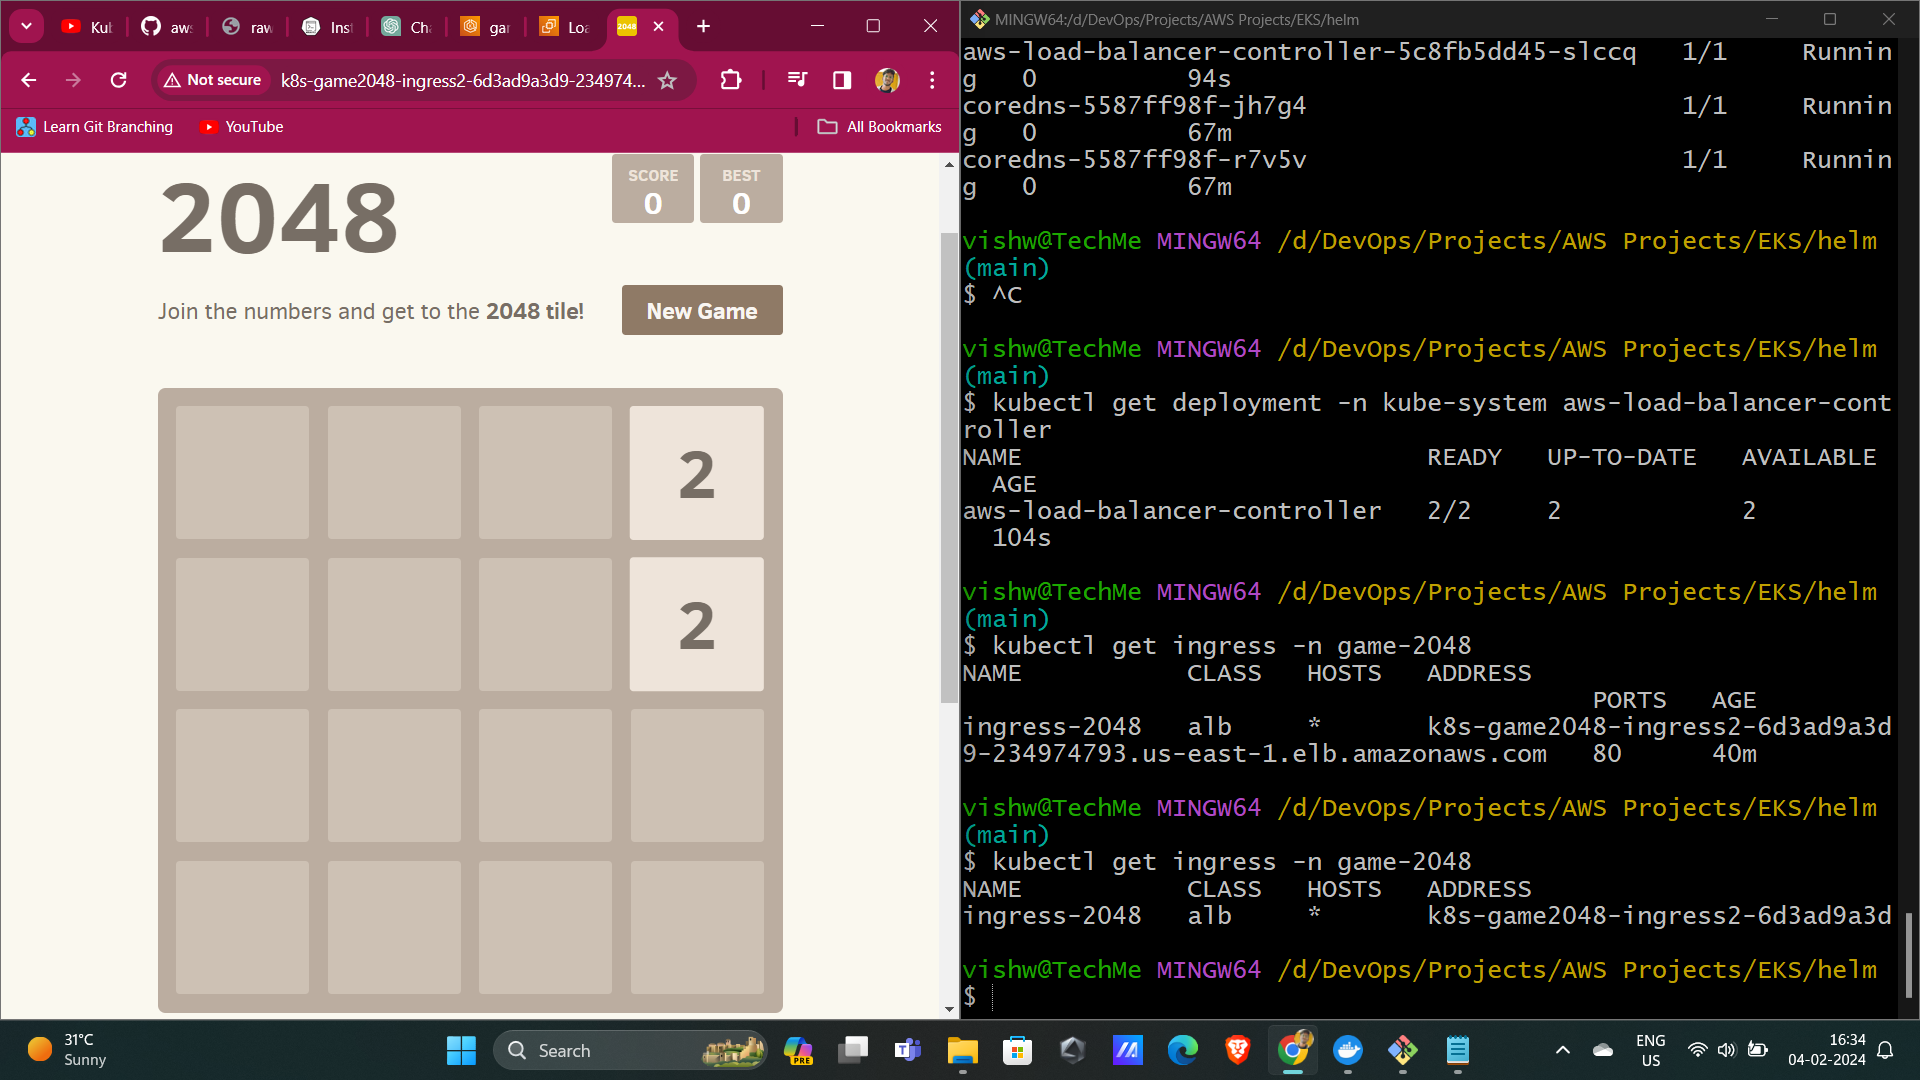 Kul
aws
raw
Inst
Ch
gar
Loa
2048
Not secure
k8s-game2048-ingress2-6d3ad9a3d9-234974...
Learn Git Branching
YouTube
All Bookmarks
2048
SCORE
0
BEST
0
Join the numbers and get to the 2048 tile!
New Game
2
2
MINGW64:/d/DevOps/Projects/AWS Projects/EKS/helm
aws-load-balancer-controller-5c8fb5dd45-slccq 1/1 Runnin
g 0 94s
coredns-5587ff98f-jh7g4 1/1 Runnin
g 0 67m
coredns-5587ff98f-r7v5v 1/1 Runnin
g 0 67m
vishw@TechMe MINGW64 /d/DevOps/Projects/AWS Projects/EKS/helm
(main)
$ ^C
vishw@TechMe MINGW64 /d/DevOps/Projects/AWS Projects/EKS/helm
(main)
$ kubectl get deployment -n kube-system aws-load-balancer-cont
roller
NAME READY UP-TO-DATE AVAILABLE
AGE
aws-load-balancer-controller 2/2 2 2
104s
vishw@TechMe MINGW64 /d/DevOps/Projects/AWS Projects/EKS/helm
(main)
$ kubectl get ingress -n game-2048
NAME CLASS HOSTS ADDRESS
PORTS AGE
ingress-2048 alb * k8s-game2048-ingress2-6d3ad9a3d
9-234974793.us-east-1.elb.amazonaws.com 80 40m
vishw@TechMe MINGW64 /d/DevOps/Projects/AWS Projects/EKS/helm
(main)
$ kubectl get ingress -n game-2048
NAME CLASS HOSTS ADDRESS
ingress-2048 alb * k8s-game2048-ingress2-6d3ad9a3d
vishw@TechMe MINGW64 /d/DevOps/Projects/AWS Projects/EKS/helm
$
31°C
Sunny
Search
PRE
ENG
US
16:34
04-02-2024